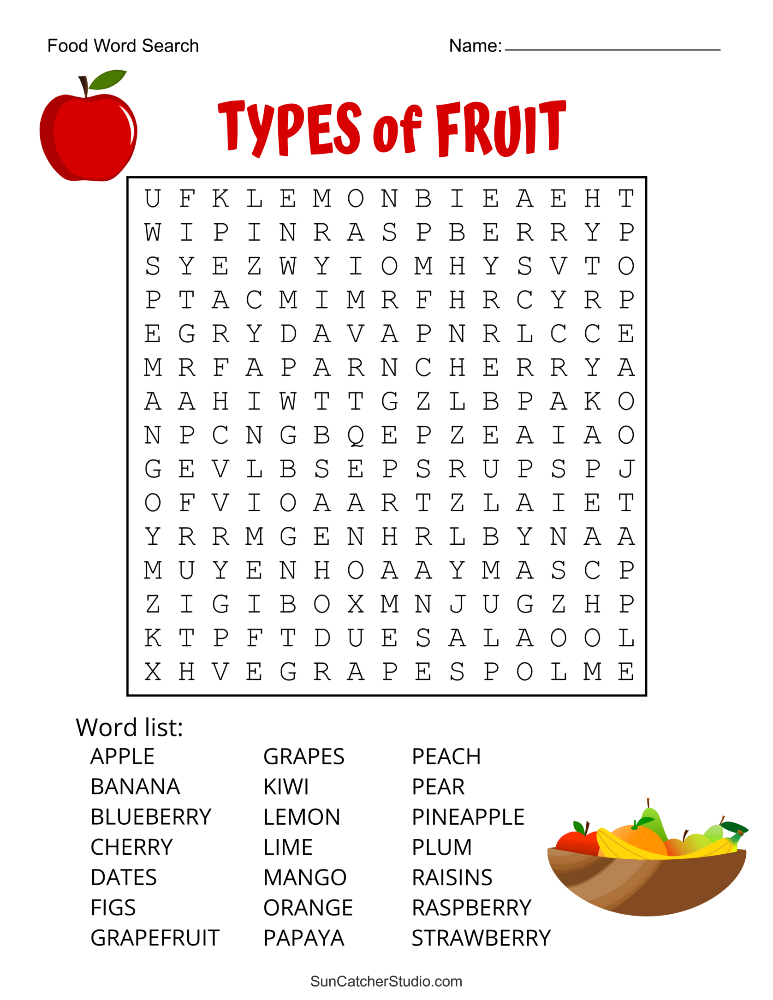 Food Word Search Name:
TYPES of FRUIT
U F K L E M O N B I E A E H T
W I P I N R A S P B E R R Y P
S Y E Z W Y I O M H Y S V T O
P T A C M I M R F H R C Y R P
E G R Y D A V A P N R L C C E
M R F A P A R N C H E R R Y A
A A H I W T T G Z L B P A K O
N P C N G B Q E P Z E A I A O
G E V L B S E P S R U P S P J
O F V I O A A R T Z L A I E T
Y R R M G E N H R L B Y N A A
M U Y E N H O A A Y M A S C P
Z I G I B O X M N J U G Z H P
K T P F T D U E S A L A O O L
X H V E G R A P E S P O L M E
Word list:
APPLE GRAPES PEACH
BANANA KIWI PEAR
BLUEBERRY LEMON PINEAPPLE
CHERRY LIME PLUM
DATES MANGO RAISINS
FIGS ORANGE RASPBERRY
GRAPEFRUIT PAPAYA STRAWBERRY
SunCatcherStudio.com